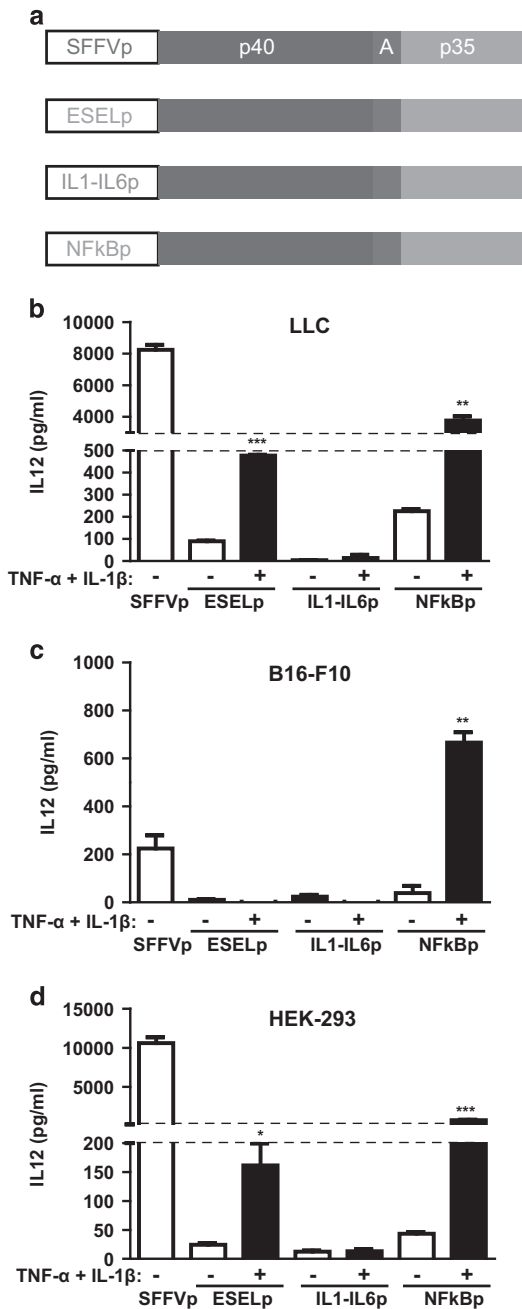 a
SFFVp p40 A p35
ESELp
IL1-IL6p
NFkBp
b
LLC
IL12 (pg/ml)
10000
8000
6000
4000
500
400
300
200
100
0
***
**
TNF-α + IL-1β: - - + - + - +
SFFVp ESELp IL1-IL6p NFkBp
c
B16-F10
IL12 (pg/ml)
1000
800
600
400
200
0
**
TNF-α + IL-1β: - - + - + - +
SFFVp ESELp IL1-IL6p NFkBp
d
HEK-293
IL12 (pg/ml)
15000
10000
5000
200
150
100
50
0
*
***
TNF-α + IL-1β: - - + - + - +
SFFVp ESELp IL1-IL6p NFkBp